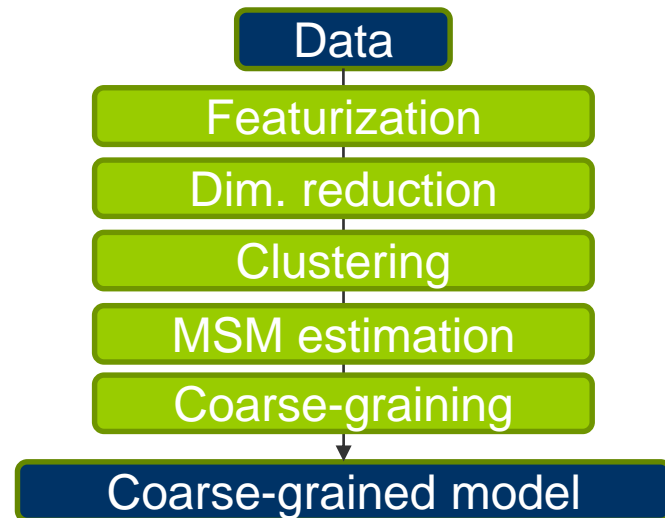 Data
Featurization
Dim. reduction
Clustering
MSM estimation
Coarse-graining
Coarse-grained model